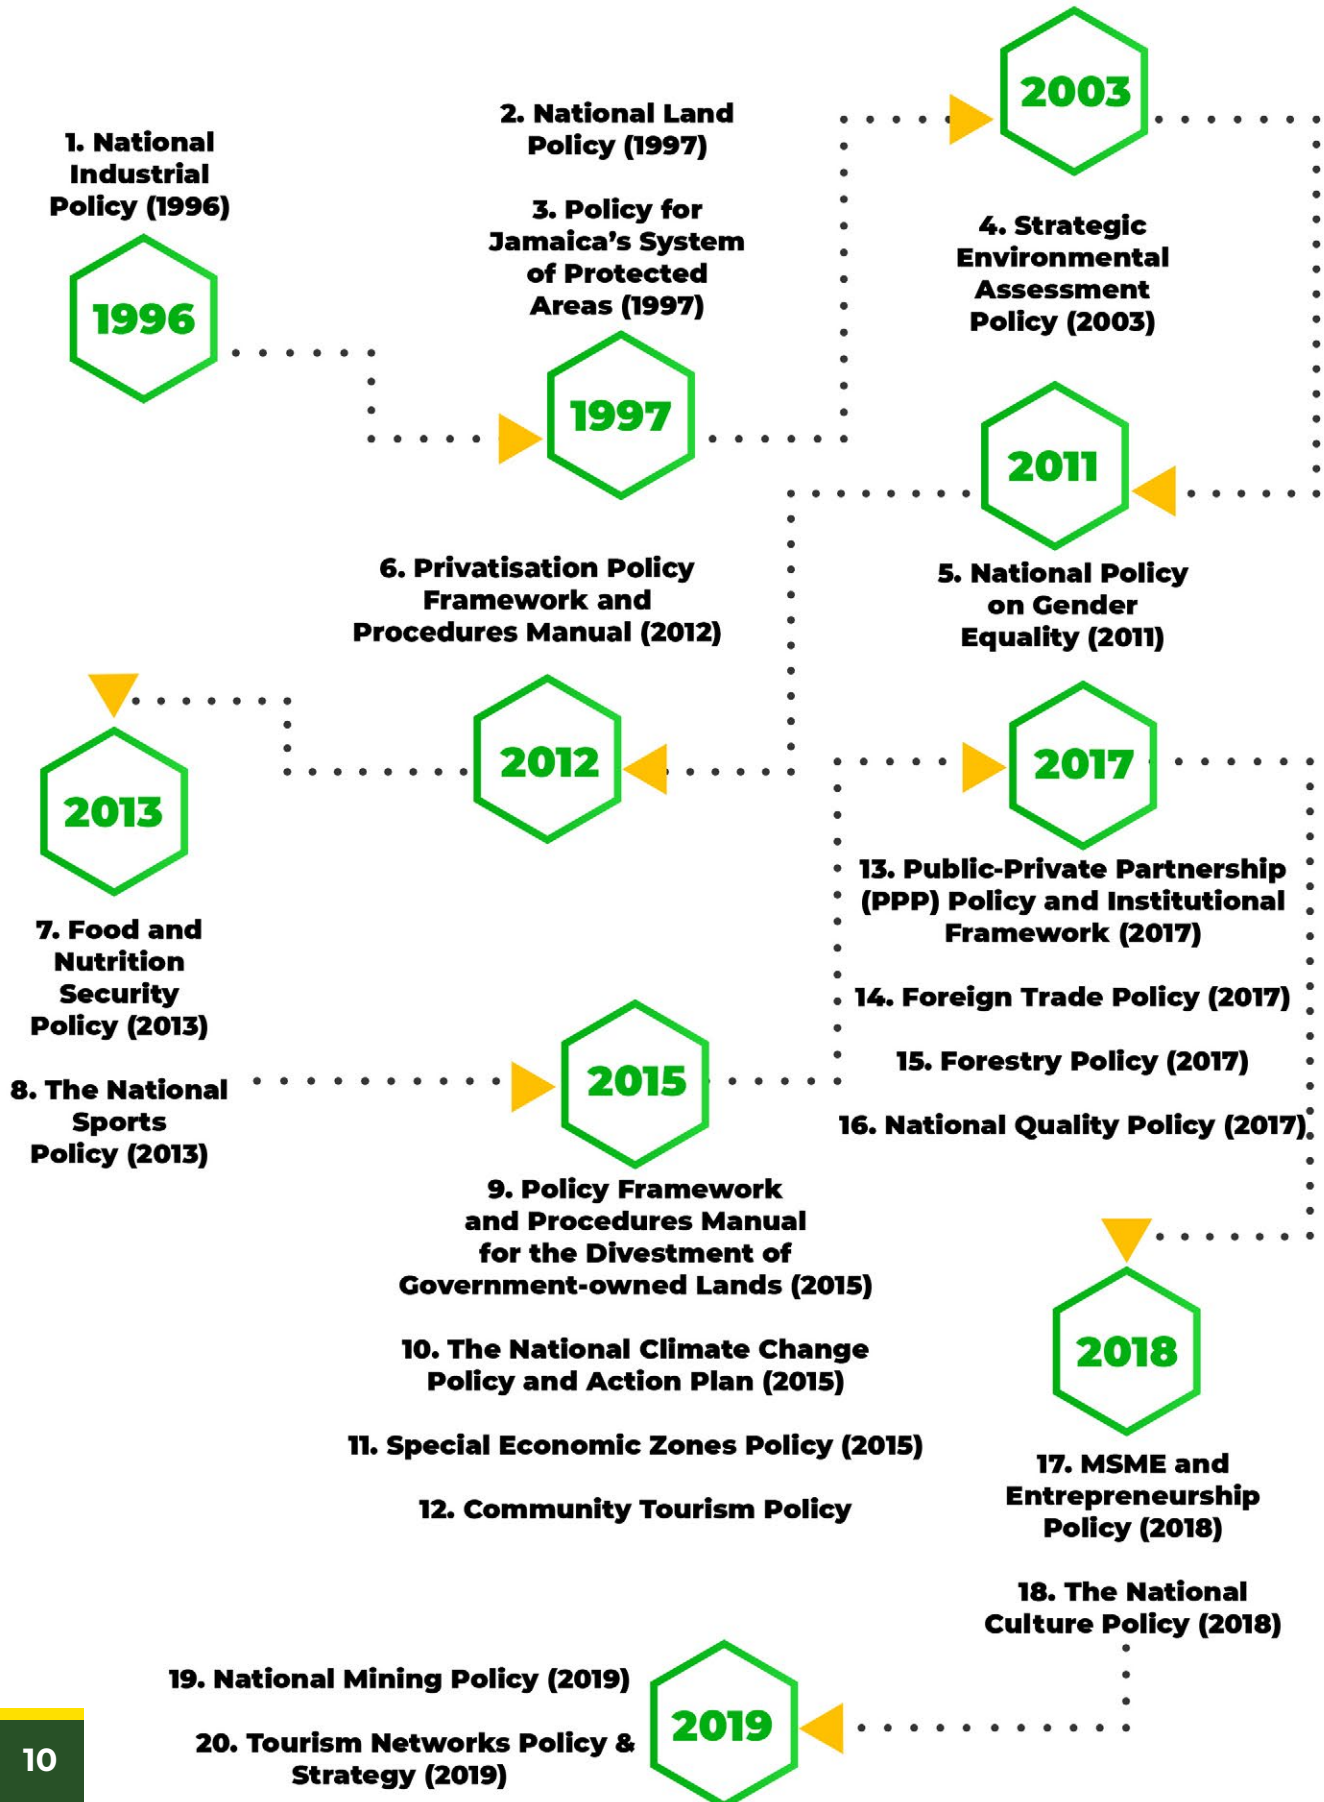 1. National
Industrial
Policy (1996)
1996
2. National Land
Policy (1997)
3. Policy for
Jamaica’s System
of Protected
Areas (1997)
1997
2003
4. Strategic
Environmental
Assessment
Policy (2003)
2011
5. National Policy
on Gender
Equality (2011)
6. Privatisation Policy
Framework and
Procedures Manual (2012)
2012
2013
7. Food and
Nutrition
Security
Policy (2013)
8. The National
Sports
Policy (2013)
2015
9. Policy Framework
and Procedures Manual
for the Divestment of
Government-owned Lands (2015)
10. The National Climate Change
Policy and Action Plan (2015)
11. Special Economic Zones Policy (2015)
12. Community Tourism Policy
2017
13. Public-Private Partnership
(PPP) Policy and Institutional
Framework (2017)
14. Foreign Trade Policy (2017)
15. Forestry Policy (2017)
16. National Quality Policy (2017)
2018
17. MSME and
Entrepreneurship
Policy (2018)
18. The National
Culture Policy (2018)
2019
19. National Mining Policy (2019)
20. Tourism Networks Policy &
Strategy (2019)
10